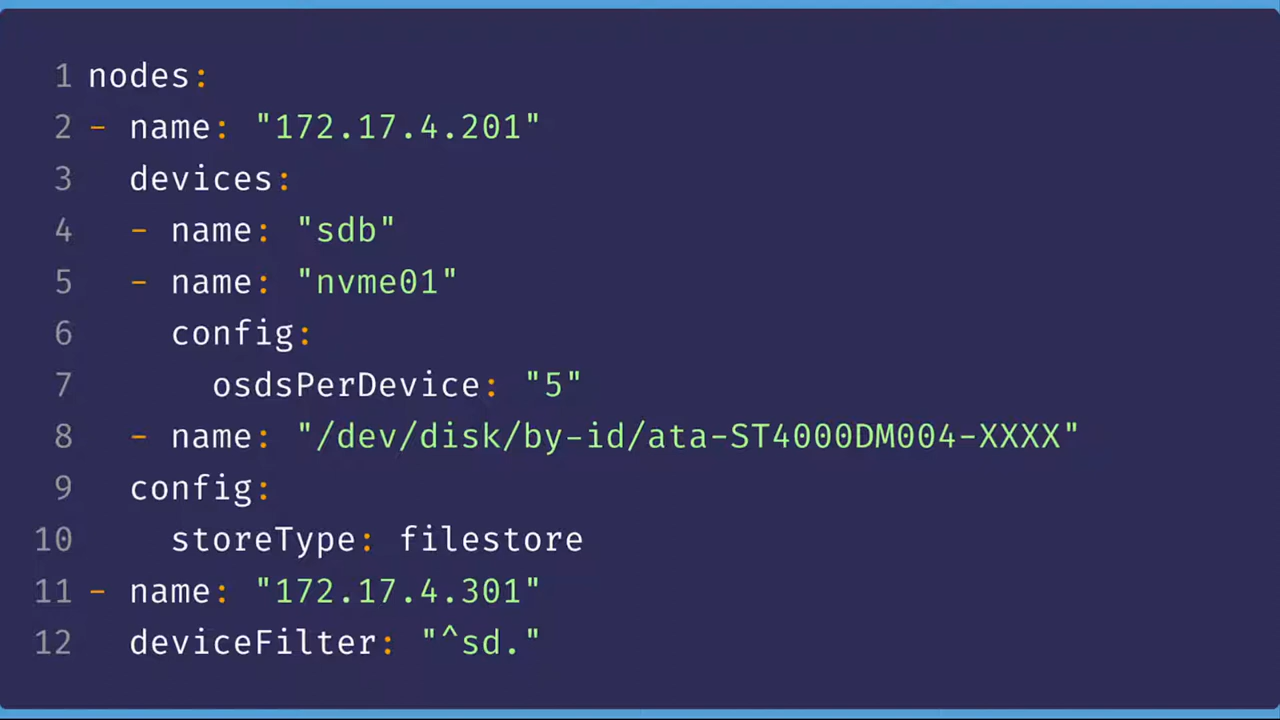 1 nodes:
2 - name: "172.17.4.201"
3   devices:
4   - name: "sdb"
5   - name: "nvme01"
6     config:
7       osdsPerDevice: "5"
8   - name: "/dev/disk/by-id/ata-ST4000DM004-XXXX"
9   config:
10     storeType: filestore
11 - name: "172.17.4.301"
12   deviceFilter: "^sd."